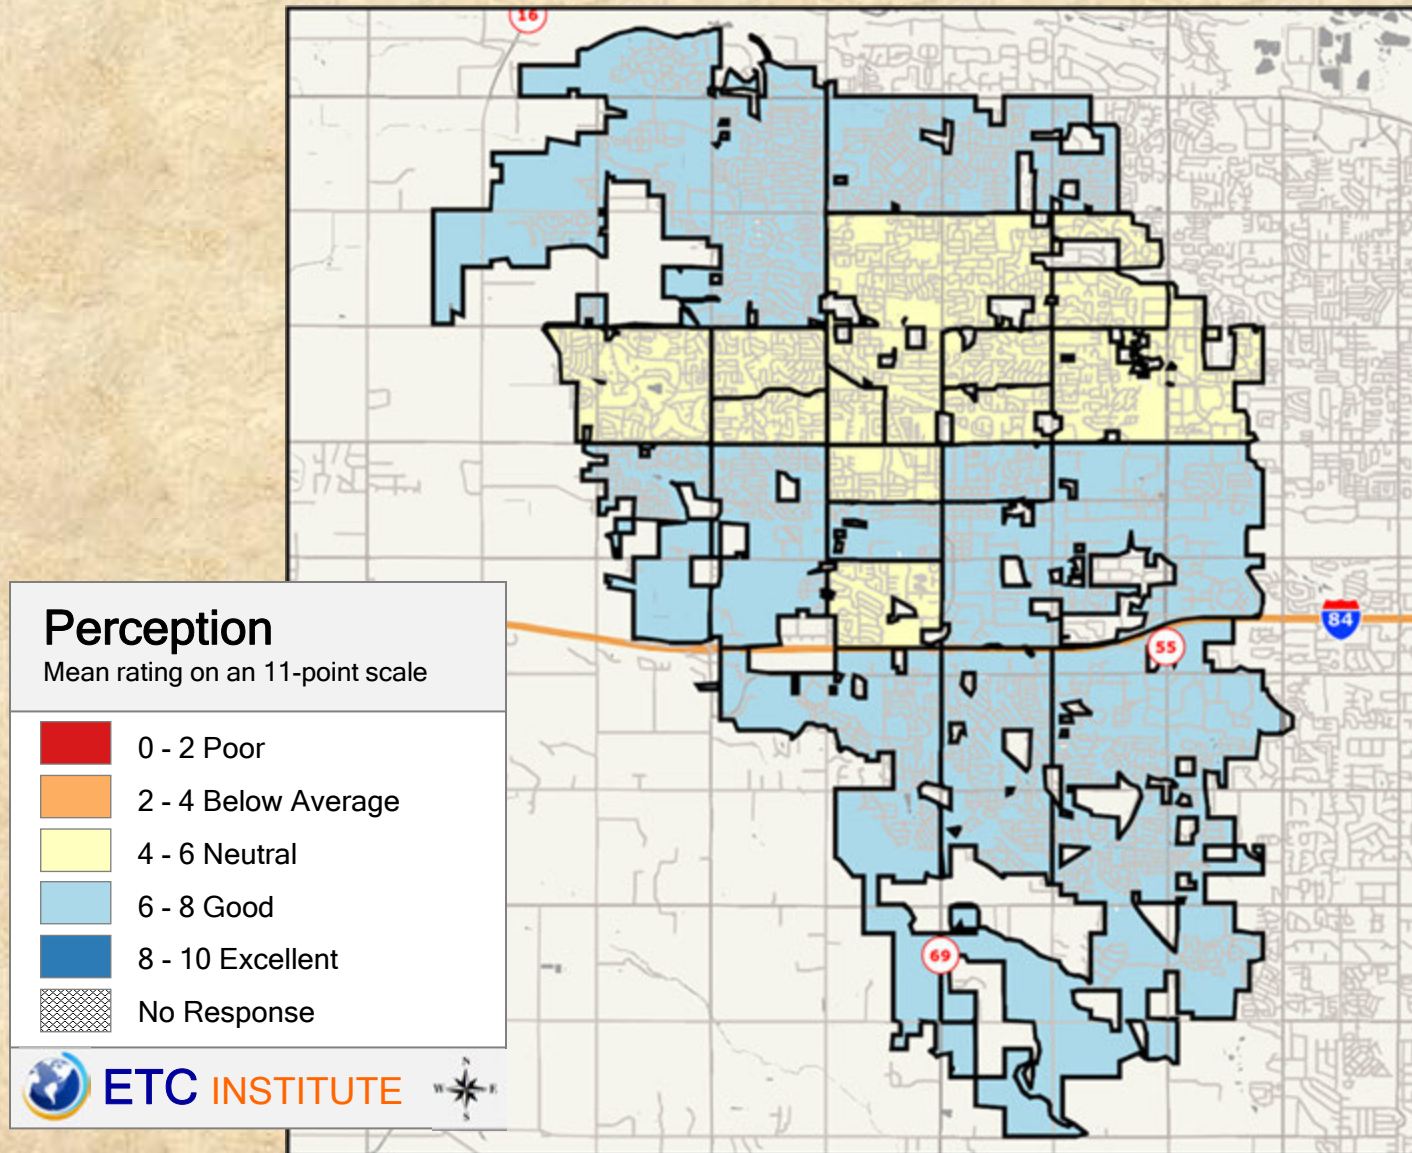 16
84
55
69
Perception
Mean rating on an 11-point scale
0 - 2 Poor
2 - 4 Below Average
4 - 6 Neutral
6 - 8 Good
8 - 10 Excellent
No Response
ETC INSTITUTE
N
W E
S